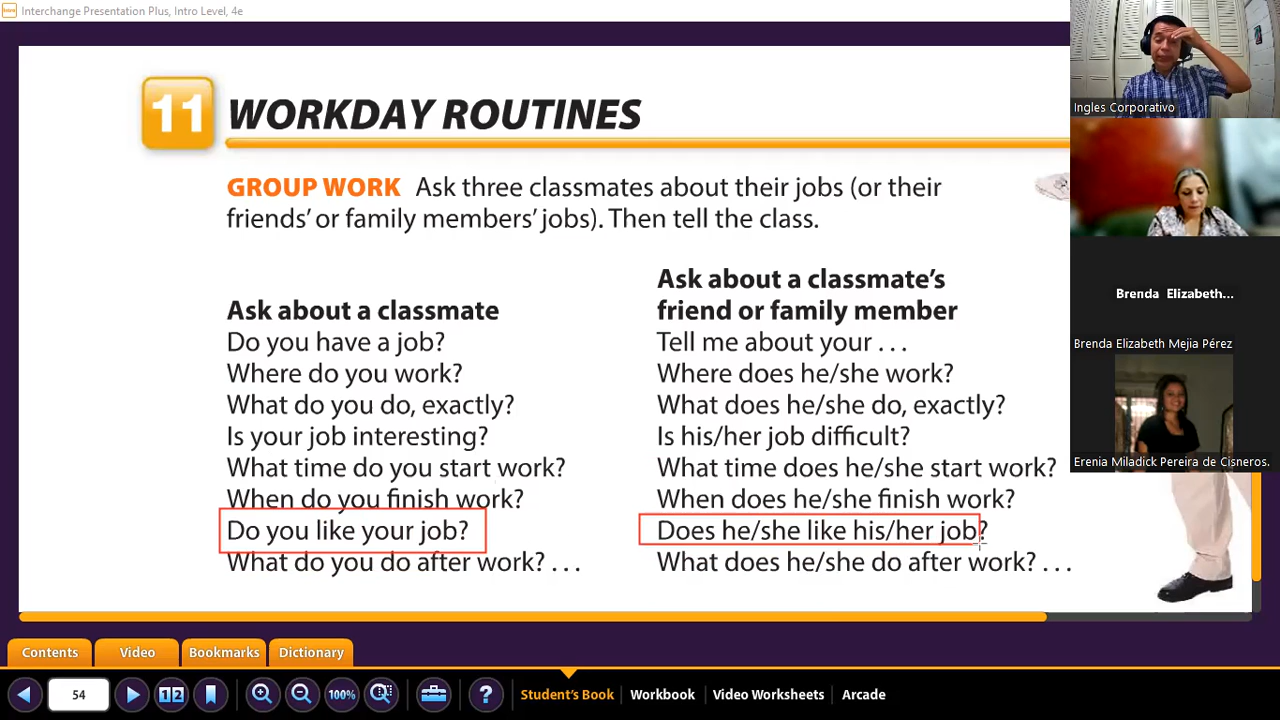 Interchange Presentation Plus, Intro Level, 4e
11 WORKDAY ROUTINES
GROUP WORK Ask three classmates about their jobs (or their
friends' or family members' jobs). Then tell the class.
Ask about a classmate
Do you have a job?
Where do you work?
What do you do, exactly?
Is your job interesting?
What time do you start work?
When do you finish work?
Do you like your job?
What do you do after work? . . .
Ask about a classmate's
friend or family member
Tell me about your . . .
Where does he/she work?
What does he/she do, exactly?
Is his/her job difficult?
What time does he/she start work?
When does he/she finish work?
Does he/she like his/her job?
What does he/she do after work? . . .
Ingles Corporativo
Brenda Elizabeth...
Brenda Elizabeth Mejia Pérez
Erenia Miladick Pereira de Cisneros.
Contents Video Bookmarks Dictionary
54 1 2 100% ? Student's Book Workbook Video Worksheets Arcade